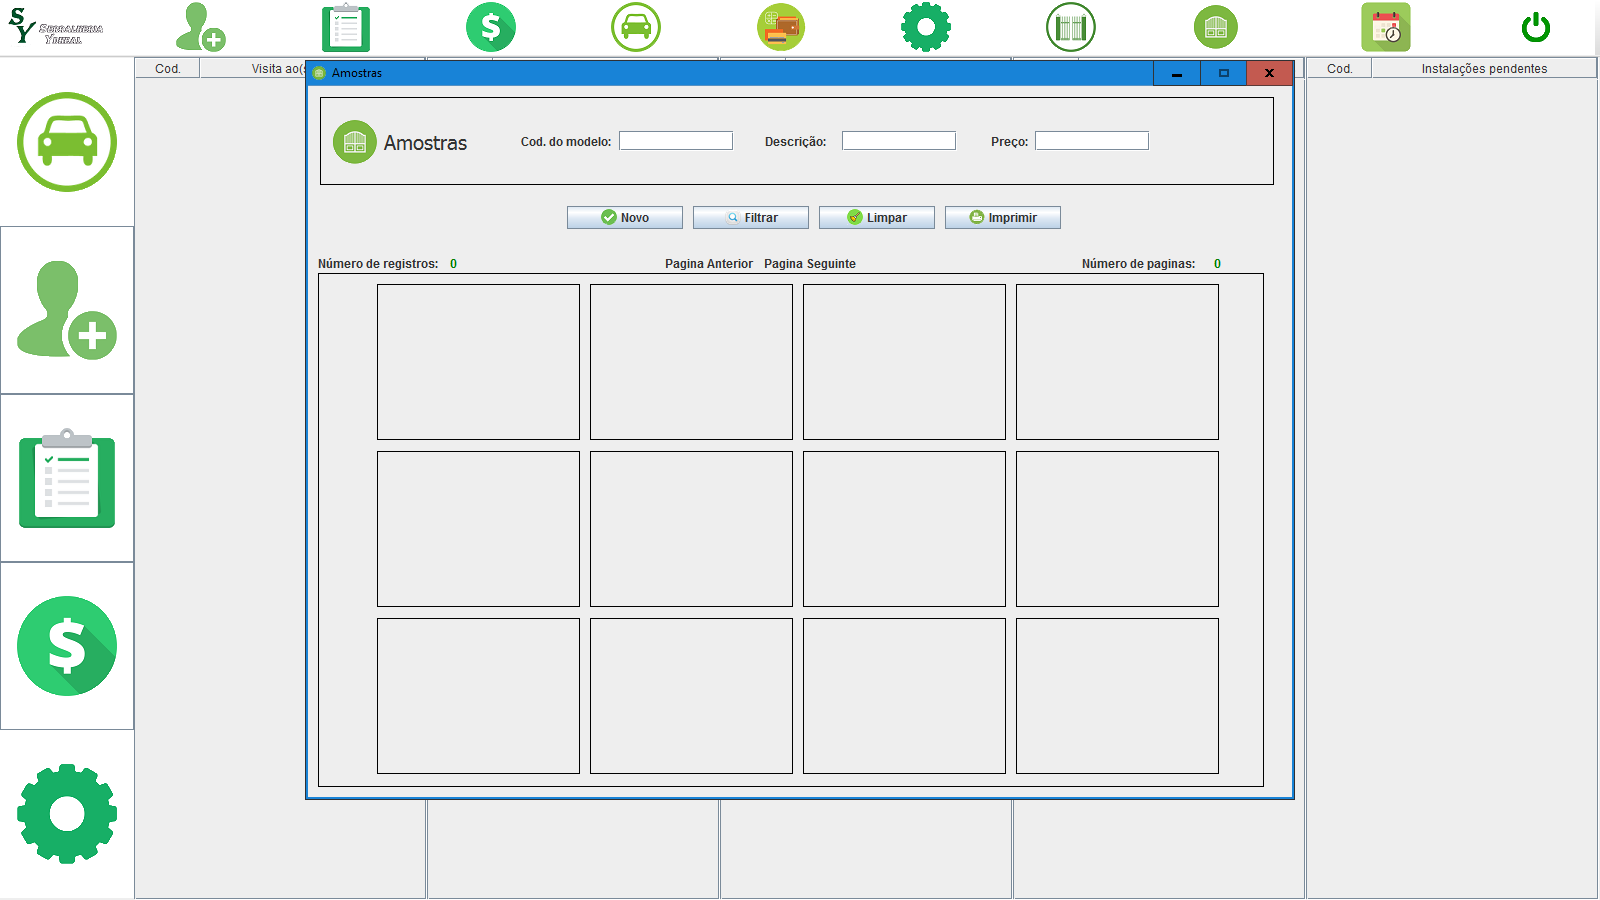 SY Serralheria
Ydeal
Cod.
Visita ao(s
Cod.
Instalações pendentes
Amostras
Amostras
Cod. do modelo:
Descrição:
Preço:
Novo
Filtrar
Limpar
Imprimir
Número de registros: 0
Pagina Anterior
Pagina Seguinte
Número de paginas: 0